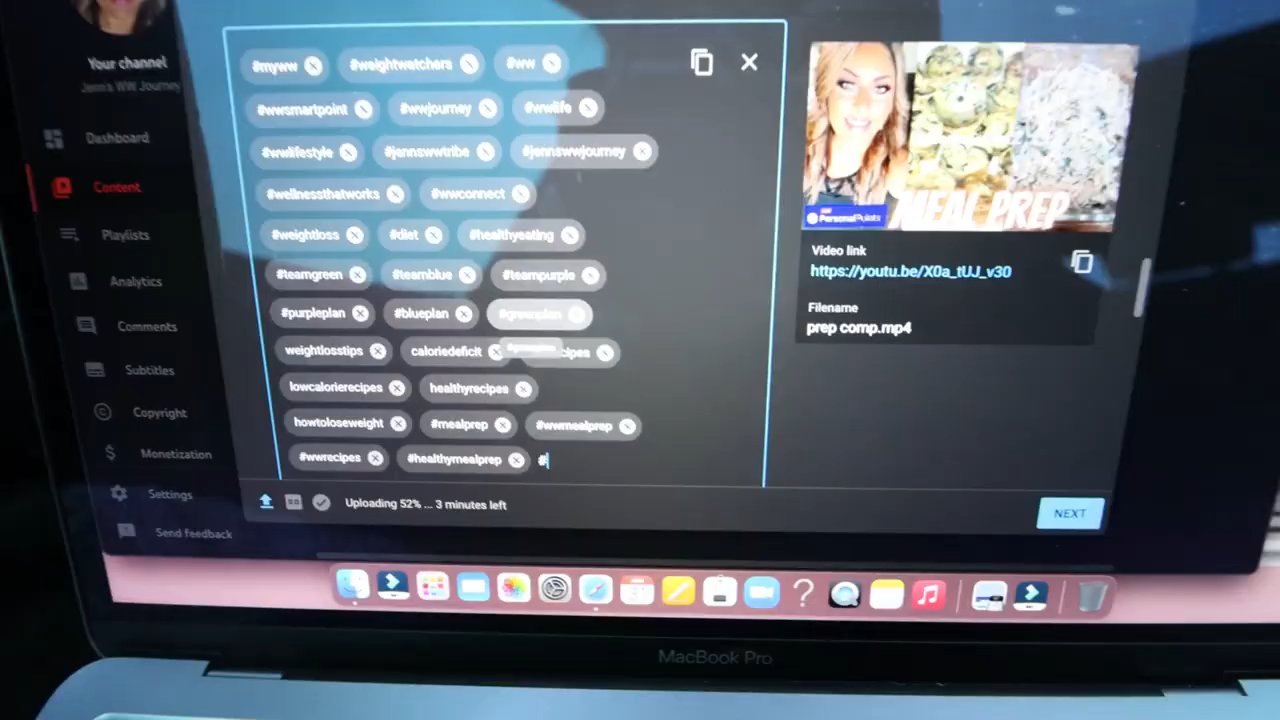 Your channel
Jenn's WW Journey
Dashboard
Content
Playlists
Analytics
Comments
Subtitles
Copyright
Monetization
Settings
Send feedback
#myww #weightwatchers #ww
#wwsmartpoint #wwjourney #wwlife
#wwlifestyle #jennswwtribe #jennswwjourney
#wellnessthatworks #wwconnect
#weightloss #diet #healthyeating
#teamgreen #teamblue #teampurple
#purpleplan #blueplan #greenplan
weightlosstips caloriedeficit
lowcalorierecipes healthyrecipes
howtoloseweight #mealprep #wwmealprep
#wwrecipes #healthymealprep #
Uploading 52% ... 3 minutes left
PersonalPoints
MEAL PREP
Video link
https://youtu.be/X0a_tUJ_v30
Filename
prep comp.mp4
NEXT
MacBook Pro